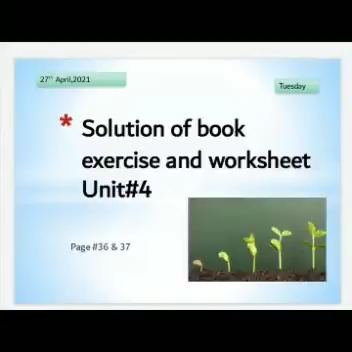 27th April,2021
Tuesday
* Solution of book
exercise and worksheet
Unit#4
Page #36 & 37